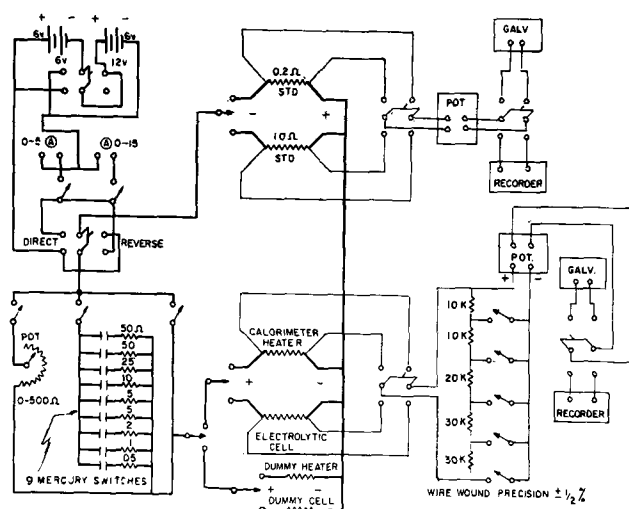 + - + -
6v 6v
6v 12v
0-5 A A 0-15
DIRECT REVERSE
POT
0-500Ω
50Ω
50
25
10
5
5
2
1
0.5
9 MERCURY SWITCHES
0.2Ω
STD
- +
10Ω
STD
POT
GALV
RECORDER
CALORIMETER
HEATER
+ -
ELECTROLYTIC
CELL
DUMMY HEATER
+ -
DUMMY CELL
POT.
+ -
10K
10K
20K
30K
30K
GALV.
RECORDER
WIRE WOUND PRECISION ± 1/2 %